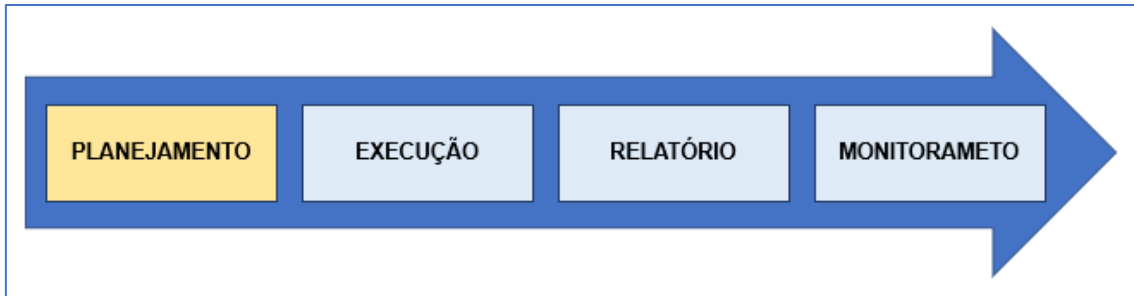 PLANEJAMENTO
EXECUÇÃO
RELATÓRIO
MONITORAMETO